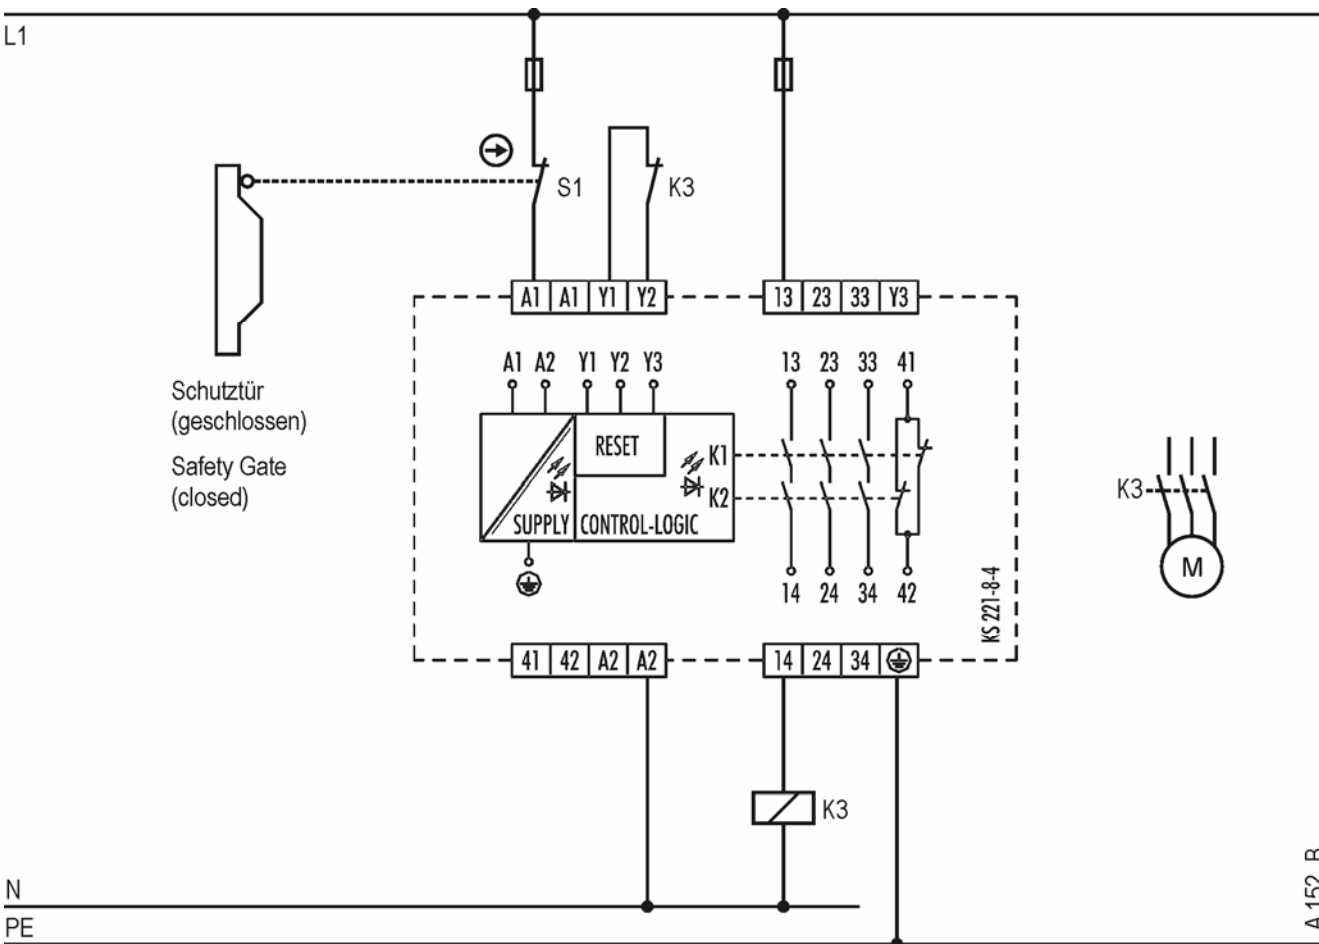 L1
S1
K3
A1 A1 Y1 Y2
13 23 33 Y3
A1 A2 Y1 Y2 Y3
13 23 33 41
Schutztür
(geschlossen)
Safety Gate
(closed)
RESET
K1
K2
SUPPLY CONTROL-LOGIC
14 24 34 42
KS 221-8-4
K3
M
41 42 A2 A2
14 24 34
K3
N
PE
A 152 B